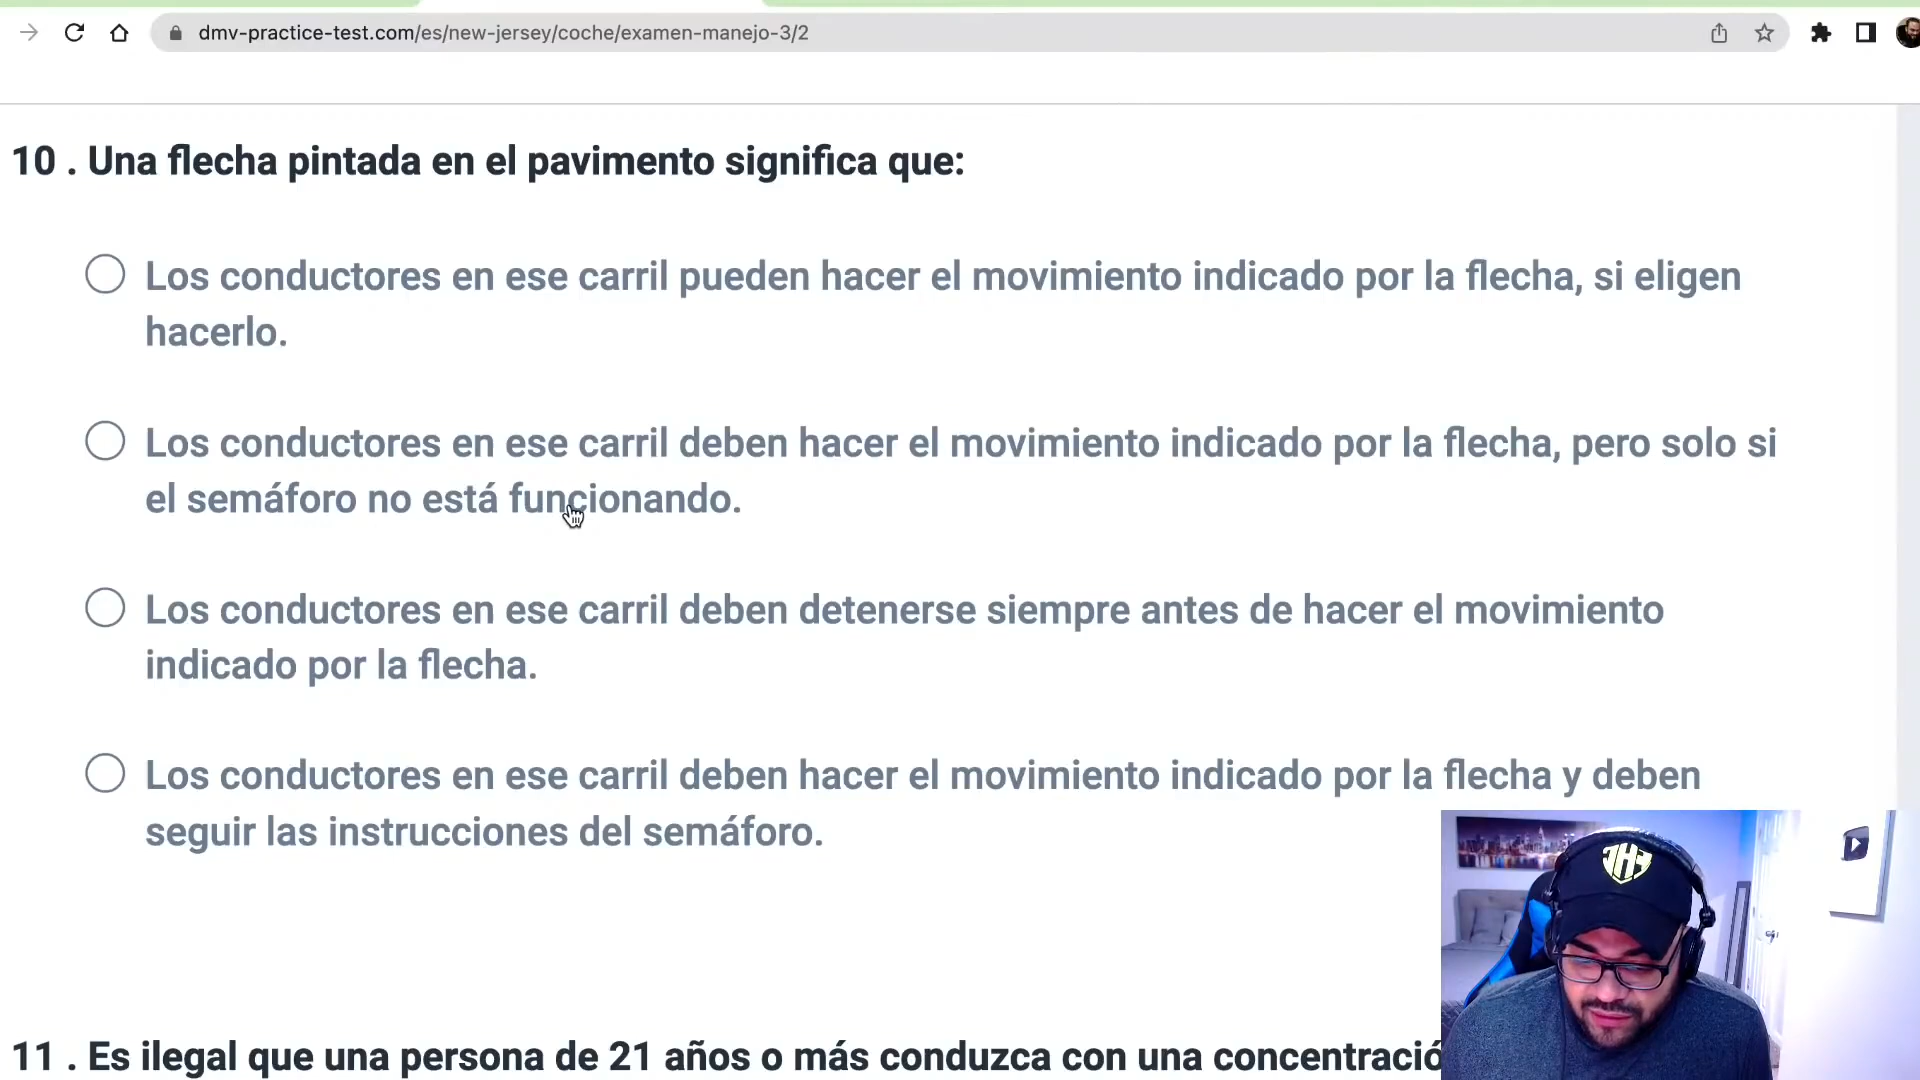 dmv-practice-test.com/es/new-jersey/coche/examen-manejo-3/2
10 . Una flecha pintada en el pavimento significa que:
Los conductores en ese carril pueden hacer el movimiento indicado por la flecha, si eligen
hacerlo.
Los conductores en ese carril deben hacer el movimiento indicado por la flecha, pero solo si
el semáforo no está funcionando.
Los conductores en ese carril deben detenerse siempre antes de hacer el movimiento
indicado por la flecha.
Los conductores en ese carril deben hacer el movimiento indicado por la flecha y deben
seguir las instrucciones del semáforo.
11 . Es ilegal que una persona de 21 años o más conduzca con una concentració